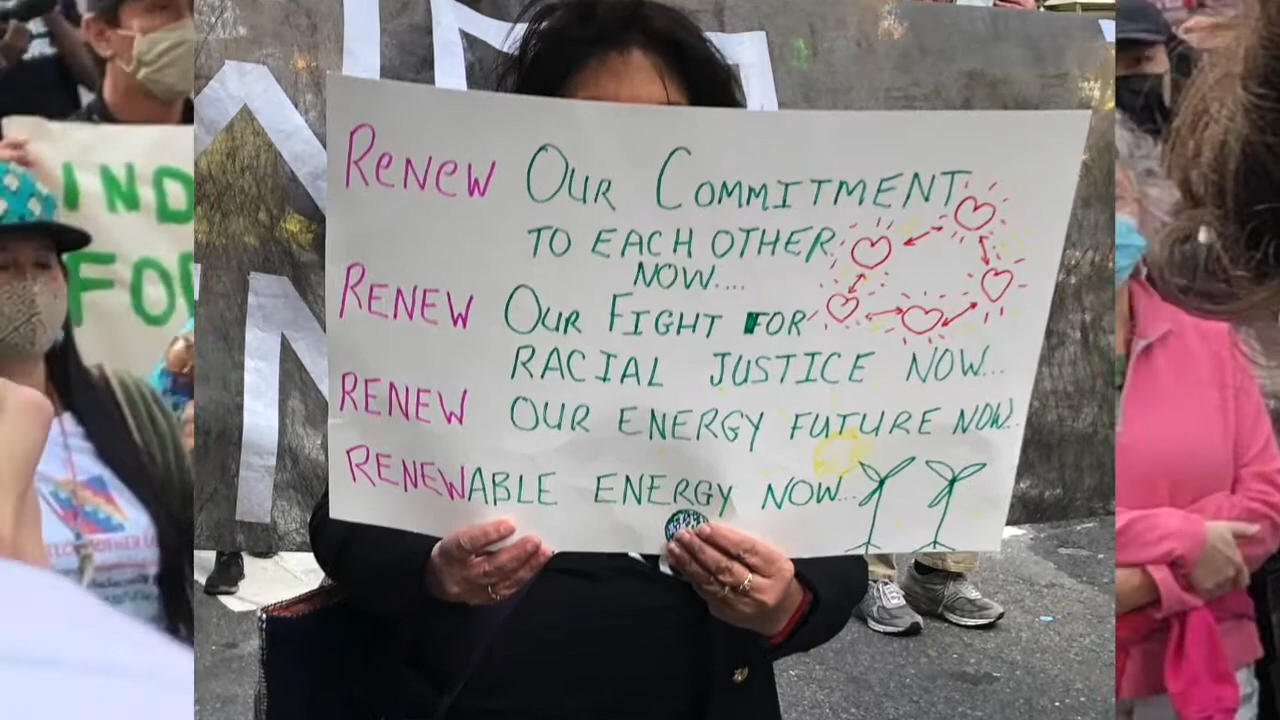 RENEW OUR COMMITMENT
TO EACH OTHER
NOW....
RENEW OUR FIGHT FOR
RACIAL JUSTICE NOW...
RENEW OUR ENERGY FUTURE NOW..
RENEWABLE ENERGY NOW...
IND
FO